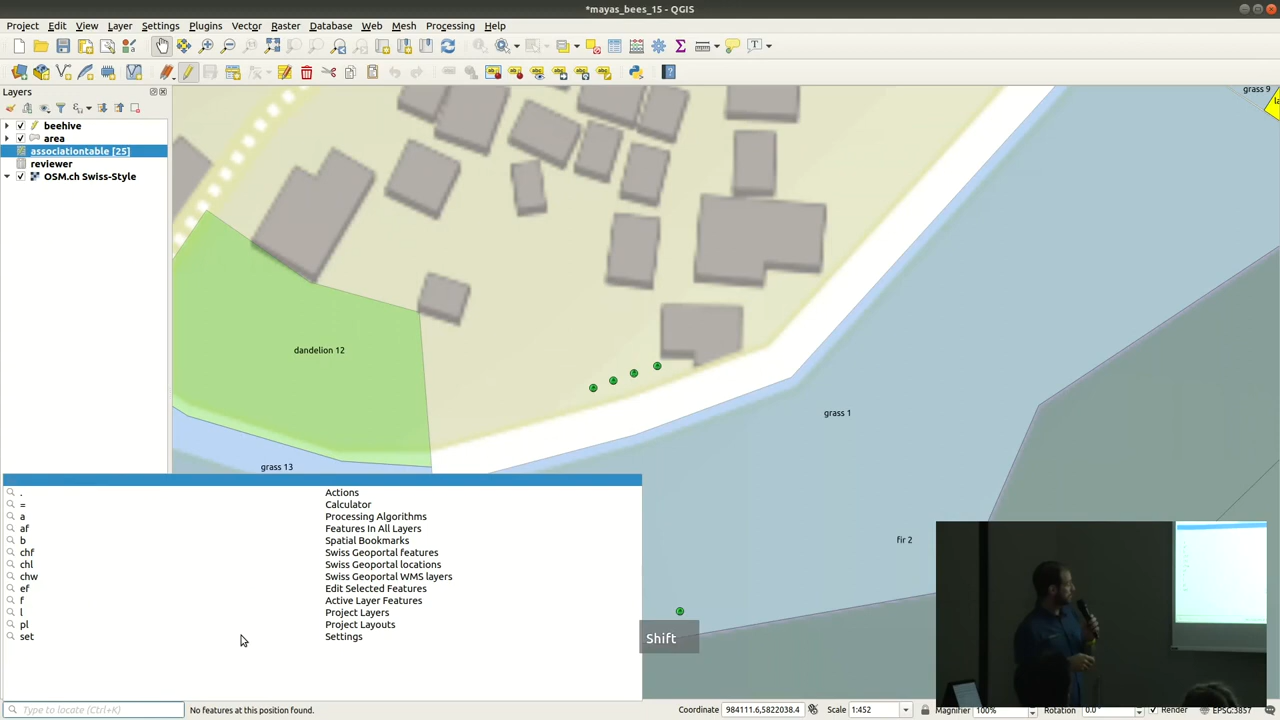 *mayas_bees_15 - QGIS
Project Edit View Layer Settings Plugins Vector Raster Database Web Mesh Processing Help
Layers
beehive
area
associationtable [25]
reviewer
OSM.ch Swiss-Style
grass 9
dandelion 12
grass 1
grass 13
fir 2
. Actions
= Calculator
a Processing Algorithms
af Features In All Layers
b Spatial Bookmarks
chf Swiss Geoportal features
chl Swiss Geoportal locations
chw Swiss Geoportal WMS layers
ef Edit Selected Features
f Active Layer Features
l Project Layers
pl Project Layouts
set Settings
Shift
Type to locate (Ctrl+K) No features at this position found. Coordinate 984111.6,5822038.4 Scale 1:452 Magnifier 100% Rotation 0.0 ° Render EPSG:3857